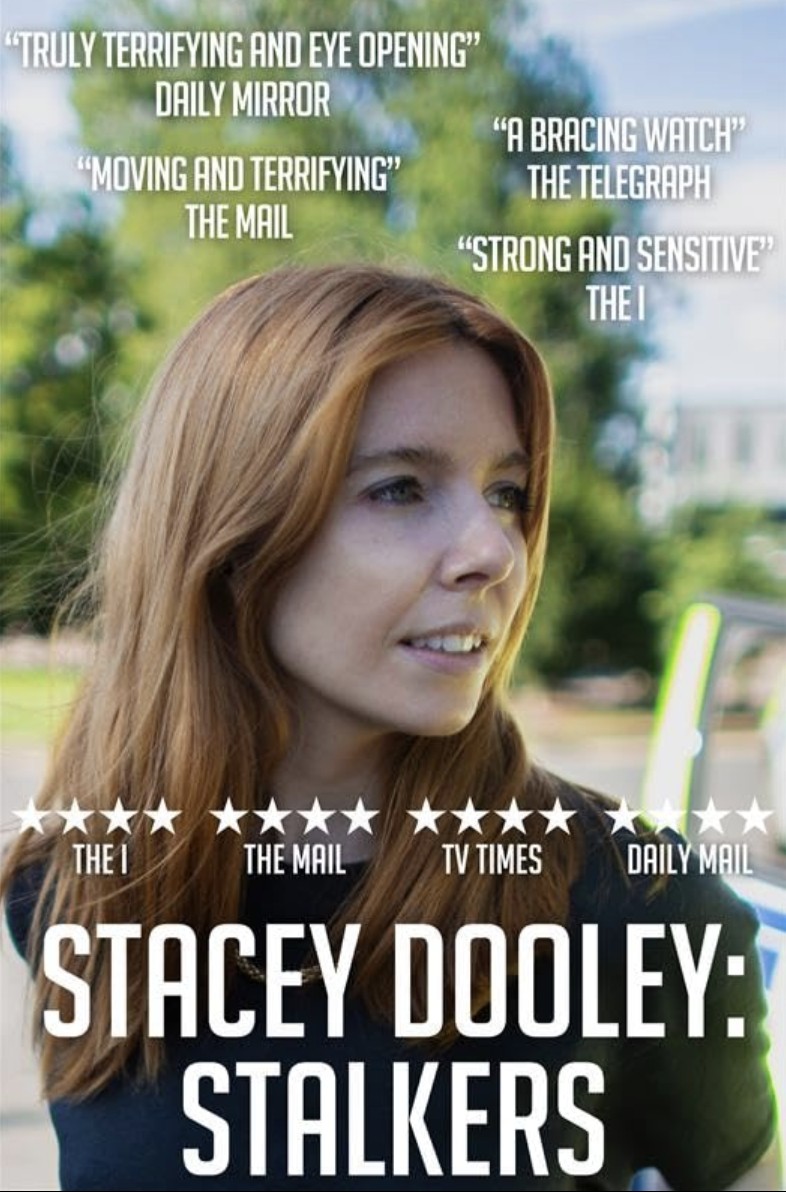 “TRULY TERRIFYING AND EYE OPENING”
DAILY MIRROR
“A BRACING WATCH”
THE TELEGRAPH
“MOVING AND TERRIFYING”
THE MAIL
“STRONG AND SENSITIVE”
THE I
★★★★ ★★★★ ★★★★ ★★★★
THE I THE MAIL TV TIMES DAILY MAIL
STACEY DOOLEY:
STALKERS